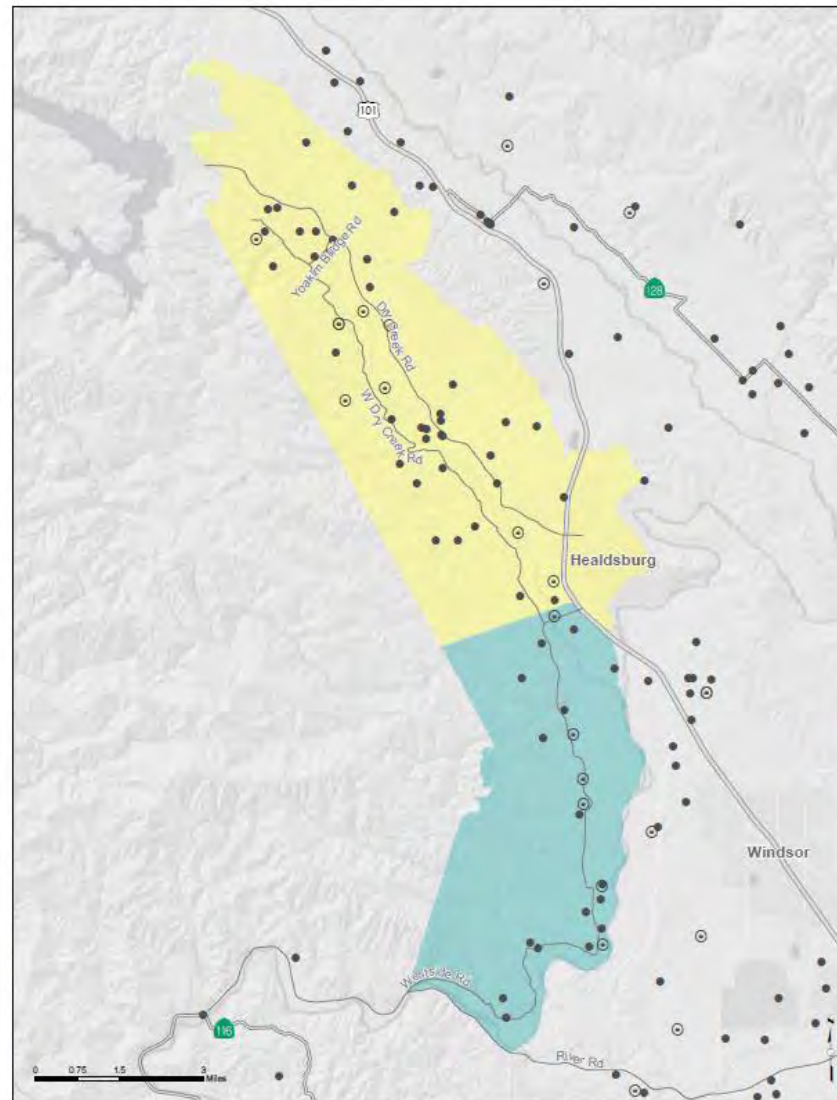 101
128
Yoakim Bridge Rd
Dry Creek Rd
W Dry Creek Rd
Healdsburg
Windsor
Westside Rd
116
River Rd
0 0.75 1.5 3
Miles